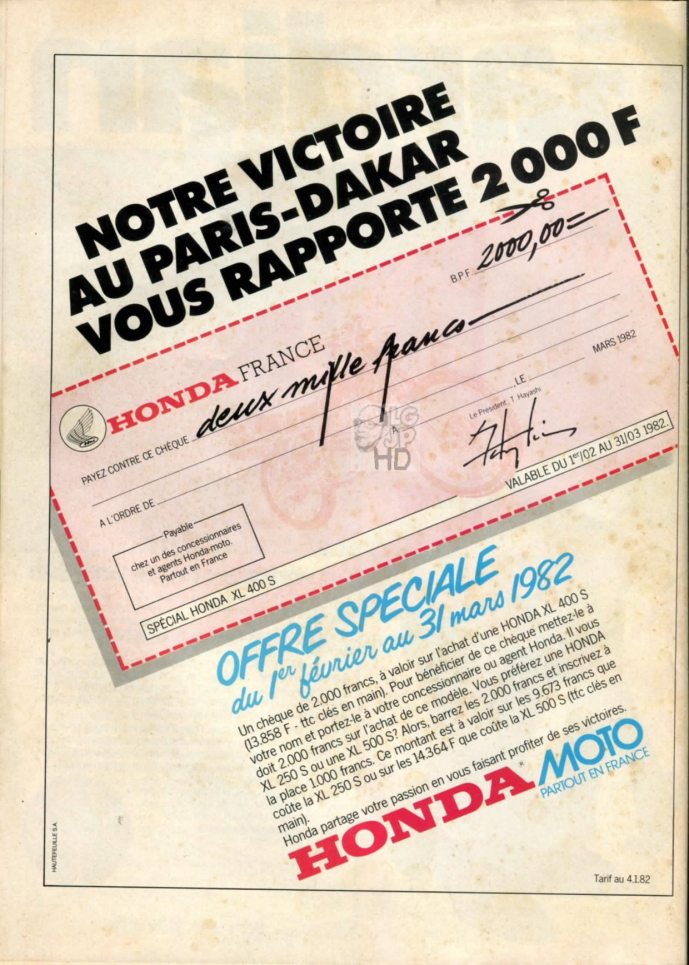 NOTRE VICTOIRE
AU PARIS-DAKAR
VOUS RAPPORTE 2 000 F
B.P.F. 2000,00=
HONDA FRANCE
PAYEZ CONTRE CE CHÈQUE deux mille francs
A
LE
MARS 1982
Le Président, T. Hayashi
A L'ORDRE DE
VALABLE DU 1er/02 AU 31/03 1982.
Payable
chez un des concessionnaires
et agents Honda-moto.
Partout en France
SPÉCIAL HONDA XL 400 S
LG
JP
HD
OFFRE SPECIALE
du 1er février au 31 mars 1982
Un chèque de 2.000 francs, à valoir sur l'achat d'une HONDA XL 400 S
(13.858 F - ttc clés en main). Pour bénéficier de ce chèque mettez-le à
votre nom et portez-le à votre concessionnaire ou agent Honda. Il vous
doit 2.000 francs sur l'achat de ce modèle. Vous préférez une HONDA
XL 250 S ou une XL 500 S? Alors, barrez les 2.000 francs et inscrivez à
la place 1.000 francs. Ce montant est à valoir sur les 9.673 francs que
coûte la XL 250 S ou sur les 14.364 F que coûte la XL 500 S (ttc clés en
main).
Honda partage votre passion en vous faisant profiter de ses victoires.
HONDA MOTO
PARTOUT EN FRANCE
HAUTEFEUILLE S.A.
Tarif au 4.1.82